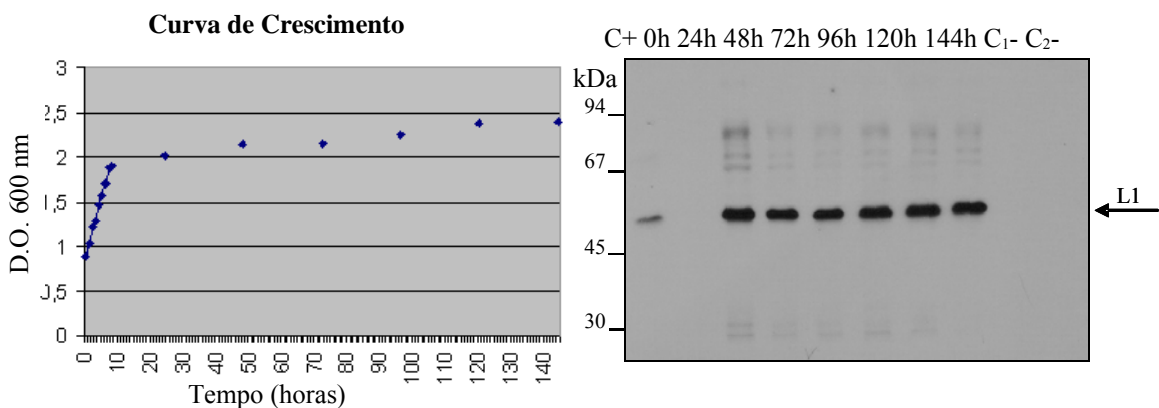 Curva de Crescimento
D.O. 600 nm
3
2,5
2
1,5
1
0,5
0
0 10 20 30 40 50 60 70 80 90 100 110 120 130 140
Tempo (horas)
C+ 0h 24h 48h 72h 96h 120h 144h C₁- C₂-
kDa
94
67
45
30
L1